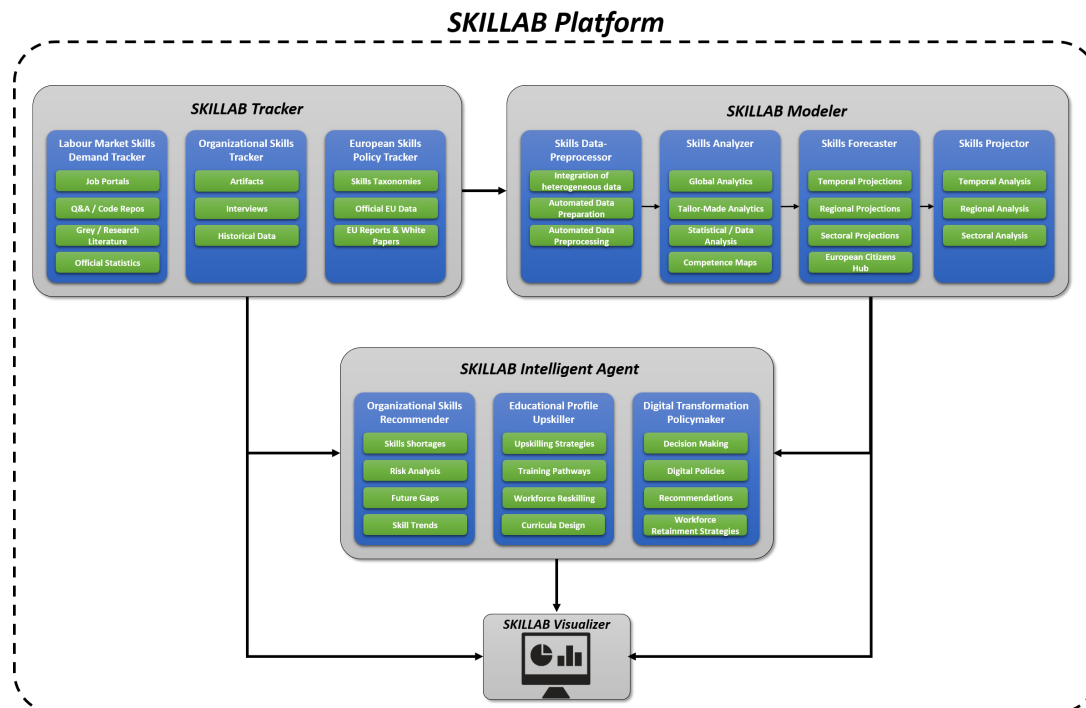 SKILLAB Platform
SKILLAB Tracker
Labour Market Skills
Demand Tracker
Job Portals
Q&A / Code Repos
Grey / Research
Literature
Official Statistics
Organizational Skills
Tracker
Artifacts
Interviews
Historical Data
European Skills
Policy Tracker
Skills Taxonomies
Official EU Data
EU Reports & White
Papers
SKILLAB Modeler
Skills Data-
Preprocessor
Integration of
heterogeneous data
Automated Data
Preparation
Automated Data
Preprocessing
Skills Analyzer
Global Analytics
Tailor-Made Analytics
Statistical / Data
Analysis
Competence Maps
Skills Forecaster
Temporal Projections
Regional Projections
Sectoral Projections
European Citizens
Hub
Skills Projector
Temporal Analysis
Regional Analysis
Sectoral Analysis
SKILLAB Intelligent Agent
Organizational Skills
Recommender
Skills Shortages
Risk Analysis
Future Gaps
Skill Trends
Educational Profile
Upskiller
Upskilling Strategies
Training Pathways
Workforce Reskilling
Curricula Design
Digital Transformation
Policymaker
Decision Making
Digital Policies
Recommendations
Workforce
Retainment Strategies
SKILLAB Visualizer